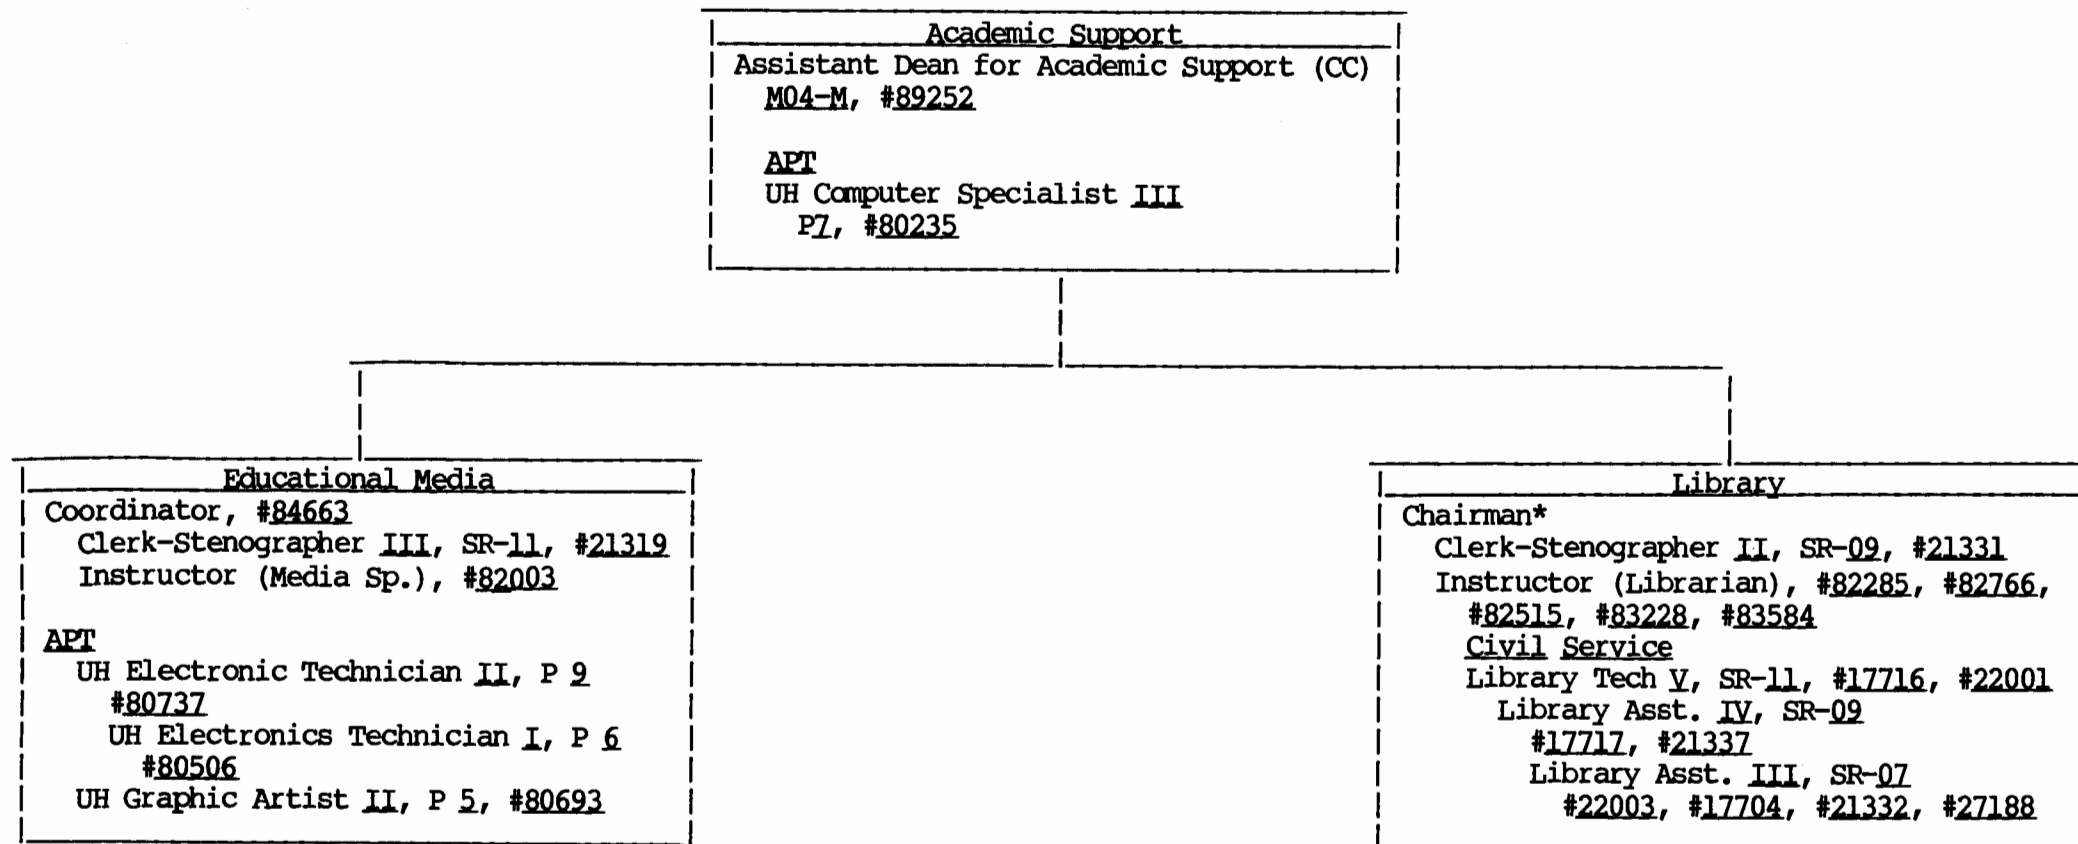 Academic Support
Assistant Dean for Academic Support (CC)
M04-M, #89252
APT
UH Computer Specialist III
P7, #80235
Educational Media
Coordinator, #84663
Clerk-Stenographer III, SR-11, #21319
Instructor (Media Sp.), #82003
APT
UH Electronic Technician II, P 9
#80737
UH Electronics Technician I, P 6
#80506
UH Graphic Artist II, P 5, #80693
Library
Chairman*
Clerk-Stenographer II, SR-09, #21331
Instructor (Librarian), #82285, #82766,
#82515, #83228, #83584
Civil Service
Library Tech V, SR-11, #17716, #22001
Library Asst. IV, SR-09
#17717, #21337
Library Asst. III, SR-07
#22003, #17704, #21332, #27188